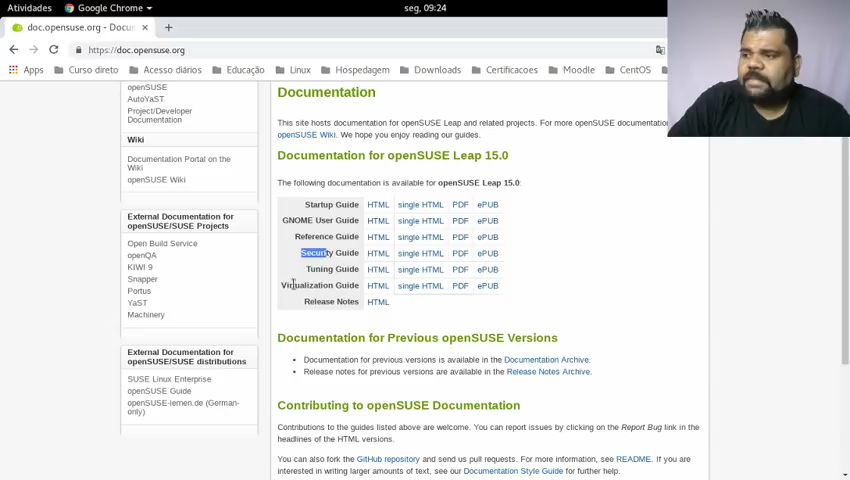 Atividades
Google Chrome
seg, 09:24
doc.opensuse.org - Docu
https://doc.opensuse.org
Apps
Curso direto
Acesso diários
Educação
Linux
Hospedagem
Downloads
Certificacoes
Moodle
CentOS
openSUSE
AutoYaST
Project/Developer
Documentation
Wiki
Documentation Portal on the
Wiki
openSUSE Wiki
External Documentation for
openSUSE/SUSE Projects
Open Build Service
openQA
KIWI 9
Snapper
Portus
YaST
Machinery
External Documentation for
openSUSE/SUSE distributions
SUSE Linux Enterprise
openSUSE Guide
openSUSE-lernen.de (German-
only)
Documentation
This site hosts documentation for openSUSE Leap and related projects. For more openSUSE documentatio
openSUSE Wiki. We hope you enjoy reading our guides.
Documentation for openSUSE Leap 15.0
The following documentation is available for openSUSE Leap 15.0:
Startup Guide HTML single HTML PDF ePUB
GNOME User Guide HTML single HTML PDF ePUB
Reference Guide HTML single HTML PDF ePUB
Security Guide HTML single HTML PDF ePUB
Tuning Guide HTML single HTML PDF ePUB
Virtualization Guide HTML single HTML PDF ePUB
Release Notes HTML
Documentation for Previous openSUSE Versions
• Documentation for previous versions is available in the Documentation Archive.
• Release notes for previous versions are available in the Release Notes Archive.
Contributing to openSUSE Documentation
Contributions to the guides listed above are welcome. You can report issues by clicking on the Report Bug link in the
headlines of the HTML versions.
You can also fork the GitHub repository and send us pull requests. For more information, see README. If you are
interested in writing larger amounts of text, see our Documentation Style Guide for further help.